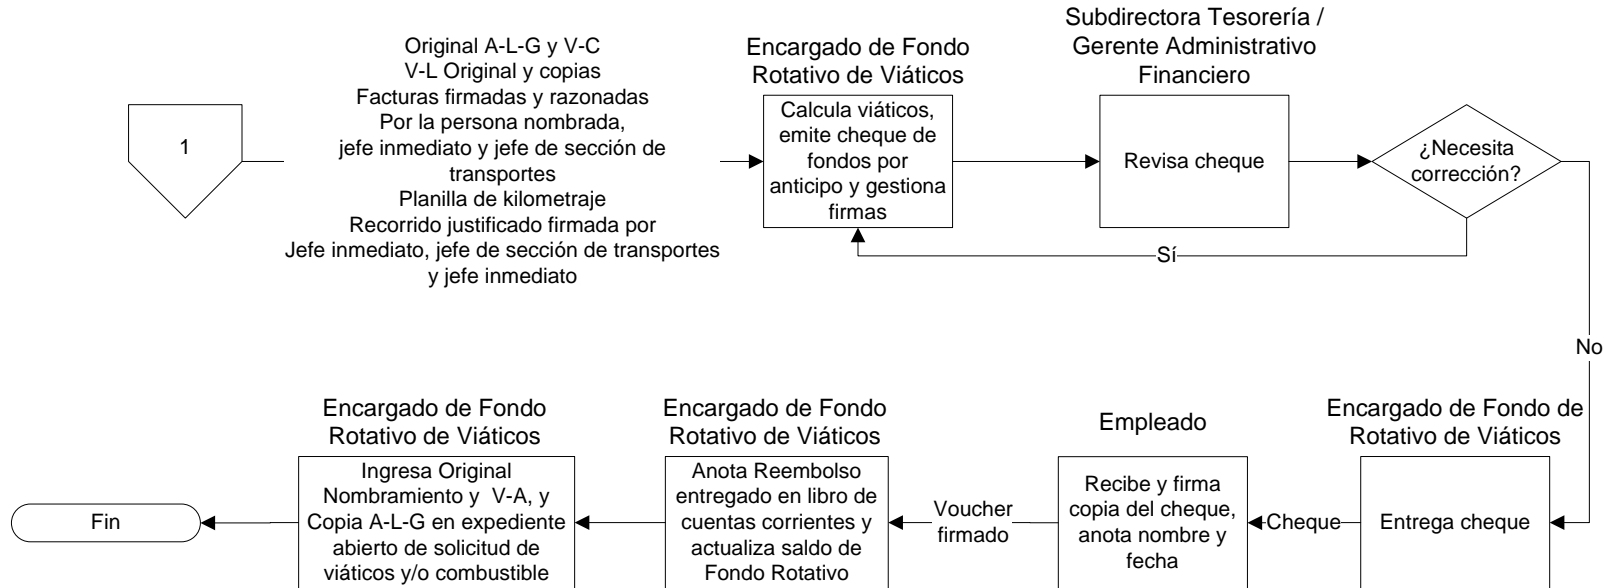 1
Original A-L-G y V-C
V-L Original y copias
Facturas firmadas y razonadas
Por la persona nombrada,
jefe inmediato y jefe de sección de
transportes
Planilla de kilometraje
Recorrido justificado firmada por
Jefe inmediato, jefe de sección de transportes
y jefe inmediato
Encargado de Fondo
Rotativo de Viáticos
Calcula viáticos,
emite cheque de
fondos por
anticipo y gestiona
firmas
Subdirectora Tesorería /
Gerente Administrativo
Financiero
Revisa cheque
¿Necesita
corrección?
Sí
No
Encargado de Fondo de
Rotativo de Viáticos
Entrega cheque
Cheque
Empleado
Recibe y firma
copia del cheque,
anota nombre y
fecha
Voucher
firmado
Encargado de Fondo
Rotativo de Viáticos
Anota Reembolso
entregado en libro de
cuentas corrientes y
actualiza saldo de
Fondo Rotativo
Encargado de Fondo
Rotativo de Viáticos
Ingresa Original
Nombramiento y V-A, y
Copia A-L-G en expediente
abierto de solicitud de
viáticos y/o combustible
Fin